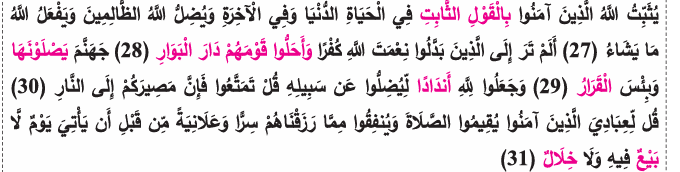 يُثَبِّتُ اللَّهُ الَّذِينَ آمَنُوا بِالْقَوْلِ الثَّابِتِ فِي الْحَيَاةِ الدُّنْيَا وَفِي الْآخِرَةِ وَيُضِلُّ اللَّهُ الظَّالِمِينَ وَيَفْعَلُ اللَّهُ
مَا يَشَاءُ (27) أَلَمْ تَرَ إِلَى الَّذِينَ بَدَّلُوا نِعْمَتَ اللَّهِ كُفْرًا وَأَحَلُّوا قَوْمَهُمْ دَارَ الْبَوَارِ (28) جَهَنَّمَ يَصْلَوْنَهَا
وَبِئْسَ الْقَرَارُ (29) وَجَعَلُوا لِلَّهِ أَندَادًا لِّيُضِلُّوا عَن سَبِيلِهِ قُلْ تَمَتَّعُوا فَإِنَّ مَصِيرَكُمْ إِلَى النَّارِ (30)
قُل لِّعِبَادِيَ الَّذِينَ آمَنُوا يُقِيمُوا الصَّلَاةَ وَيُنفِقُوا مِمَّا رَزَقْنَاهُمْ سِرًّا وَعَلَانِيَةً مِّن قَبْلِ أَن يَأْتِيَ يَوْمٌ لَّا
بَيْعٌ فِيهِ وَلَا خِلَالٌ (31)